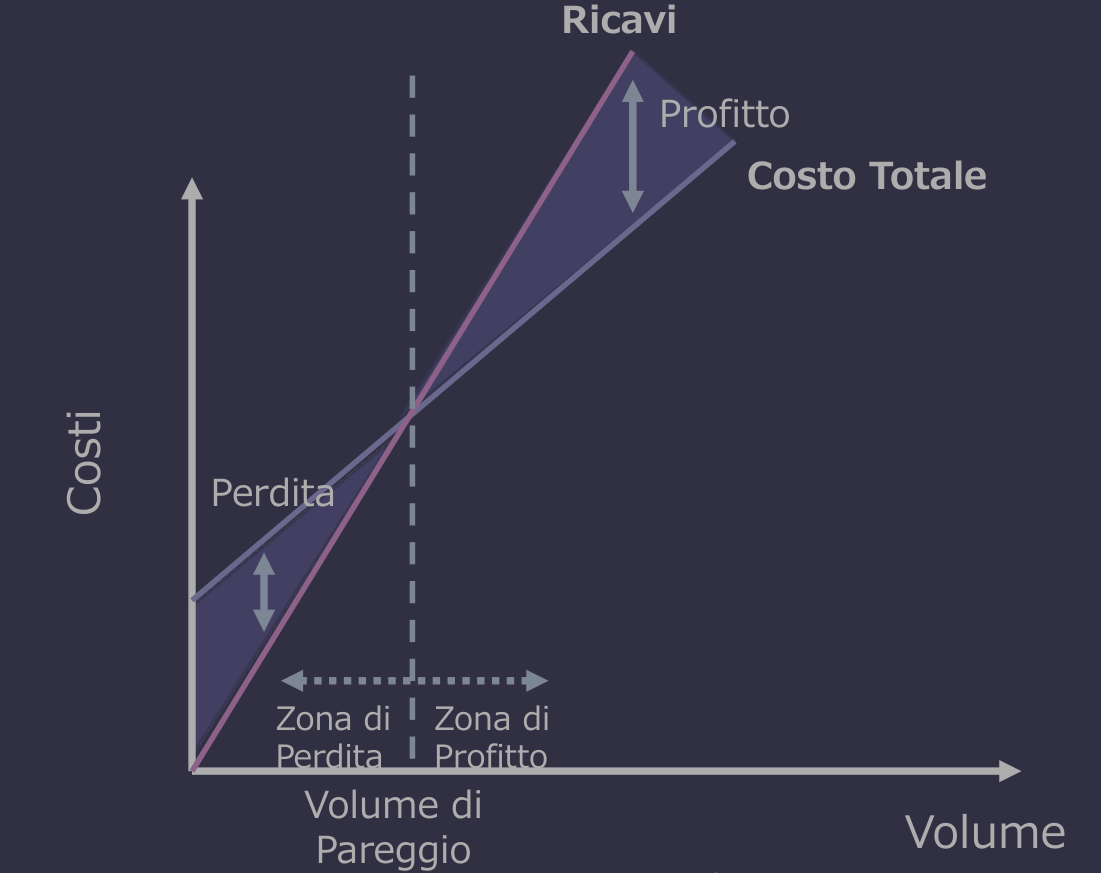 Ricavi
Profitto
Costo Totale
Costi
Perdita
Zona di
Perdita
Zona di
Profitto
Volume di
Pareggio
Volume